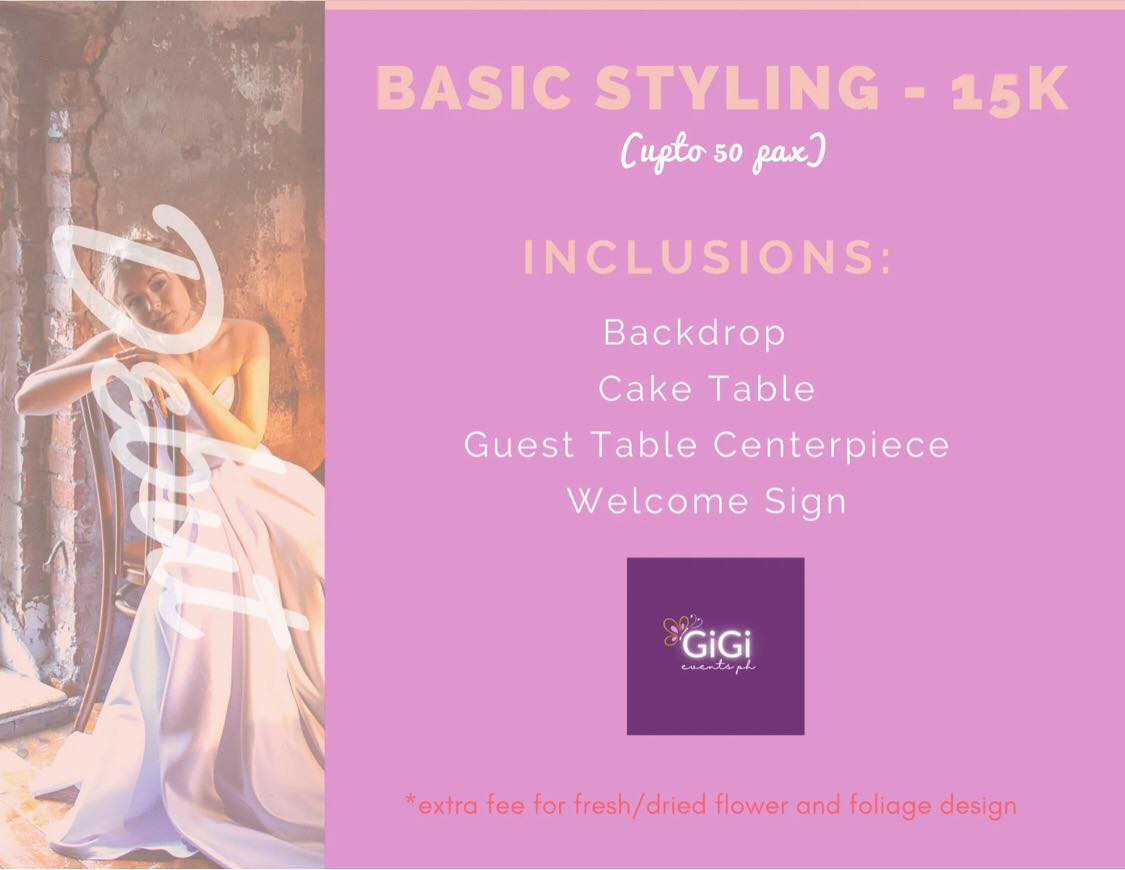 Debut
BASIC STYLING - 15K
(upto 50 pax)
INCLUSIONS:
Backdrop
Cake Table
Guest Table Centerpiece
Welcome Sign
GiGi
events ph
*extra fee for fresh/dried flower and foliage design